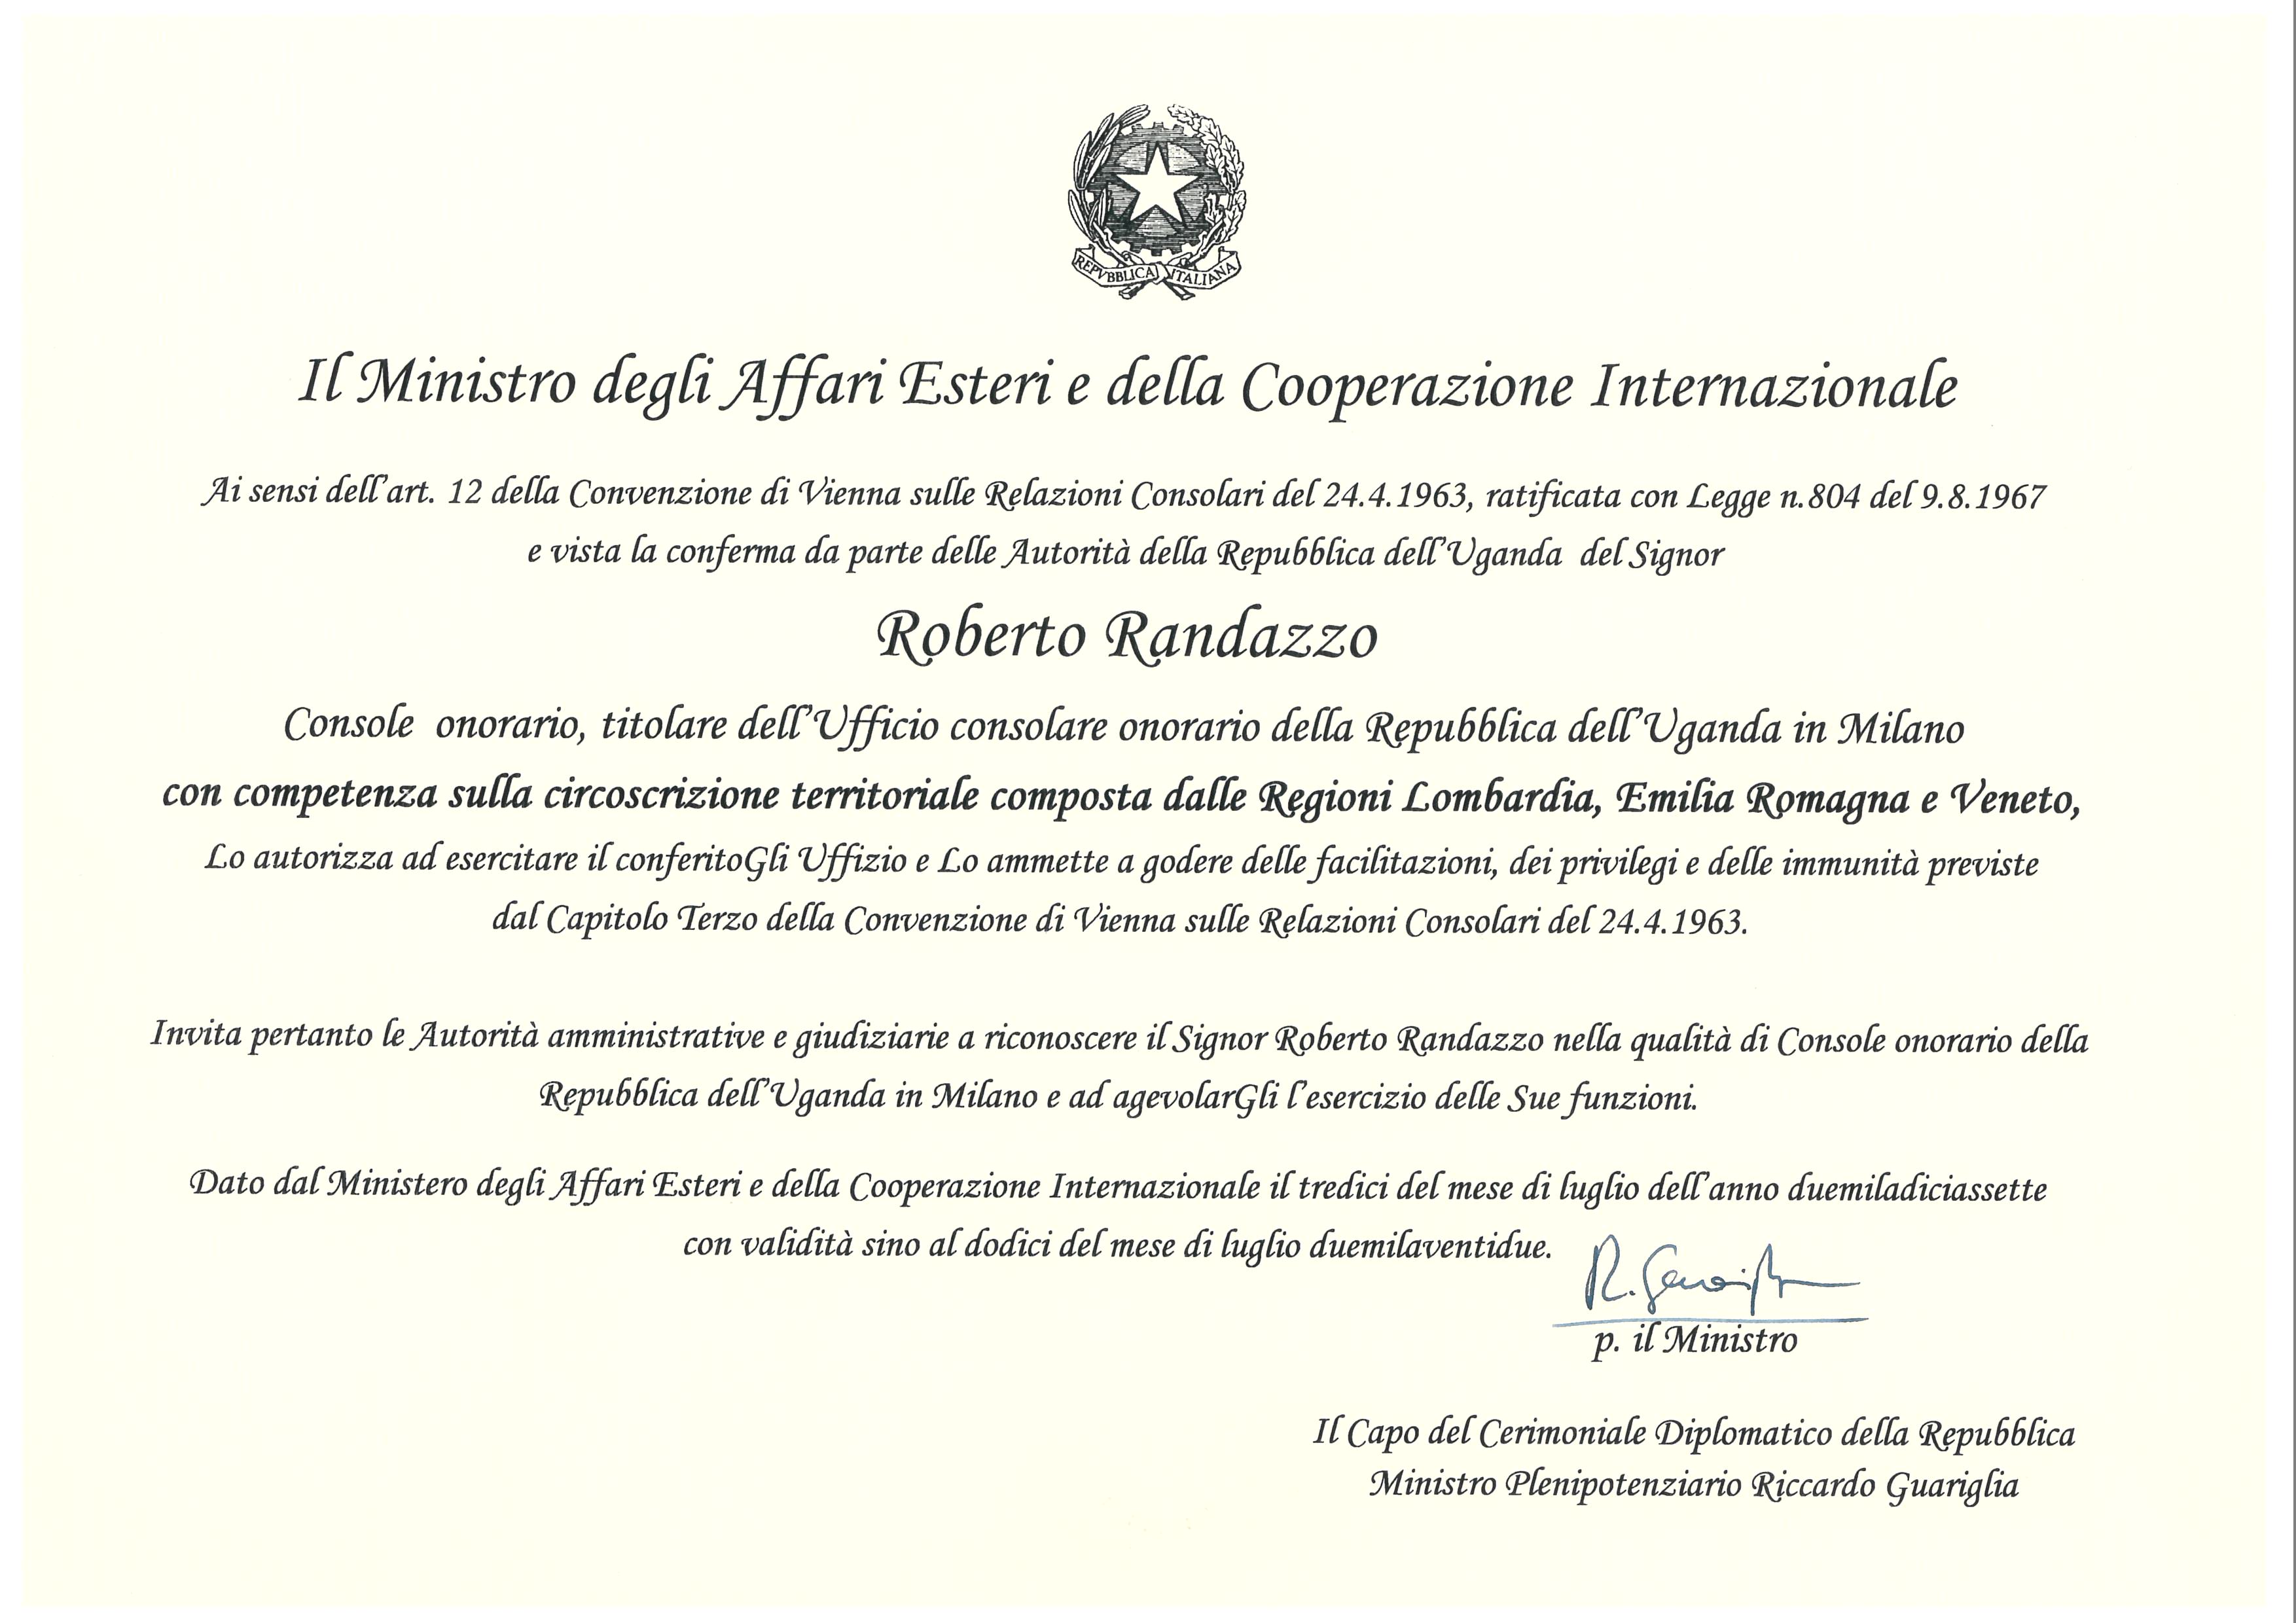 REPVBBLICA ITALIANA
Il Ministro degli Affari Esteri e della Cooperazione Internazionale
Ai sensi dell'art. 12 della Convenzione di Vienna sulle Relazioni Consolari del 24.4.1963, ratificata con Legge n.804 del 9.8.1967
e vista la conferma da parte delle Autorità della Repubblica dell'Uganda del Signor
Roberto Randazzo
Console onorario, titolare dell'Ufficio consolare onorario della Repubblica dell'Uganda in Milano
con competenza sulla circoscrizione territoriale composta dalle Regioni Lombardia, Emilia Romagna e Veneto,
Lo autorizza ad esercitare il conferitoGli Uffizio e Lo ammette a godere delle facilitazioni, dei privilegi e delle immunità previste
dal Capitolo Terzo della Convenzione di Vienna sulle Relazioni Consolari del 24.4.1963.
Invita pertanto le Autorità amministrative e giudiziarie a riconoscere il Signor Roberto Randazzo nella qualità di Console onorario della
Repubblica dell'Uganda in Milano e ad agevolarGli l'esercizio delle Sue funzioni.
Dato dal Ministero degli Affari Esteri e della Cooperazione Internazionale il tredici del mese di luglio dell'anno duemiladiciassette
con validità sino al dodici del mese di luglio duemilaventidue.
p. il Ministro
Il Capo del Cerimoniale Diplomatico della Repubblica
Ministro Plenipotenziario Riccardo Guariglia